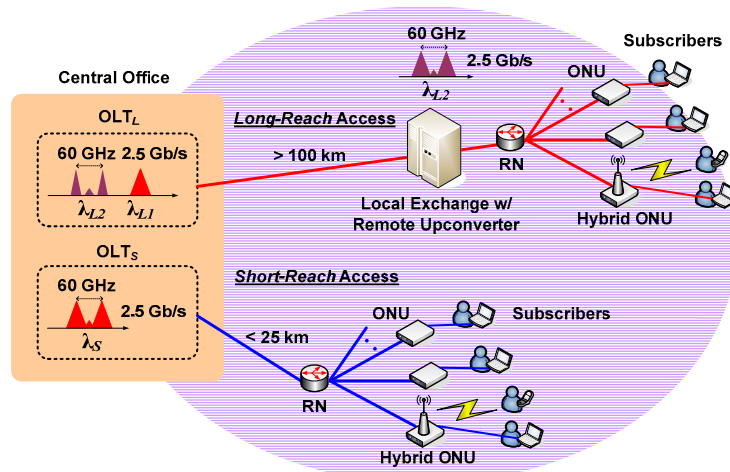 60 GHz
2.5 Gb/s
λL2
Subscribers
ONU
Central Office
OLTL
60 GHz 2.5 Gb/s
λL2 λL1
Long-Reach Access
> 100 km
RN
Local Exchange w/
Remote Upconverter
Hybrid ONU
OLTS
60 GHz
2.5 Gb/s
λS
Short-Reach Access
< 25 km
ONU
Subscribers
RN
Hybrid ONU